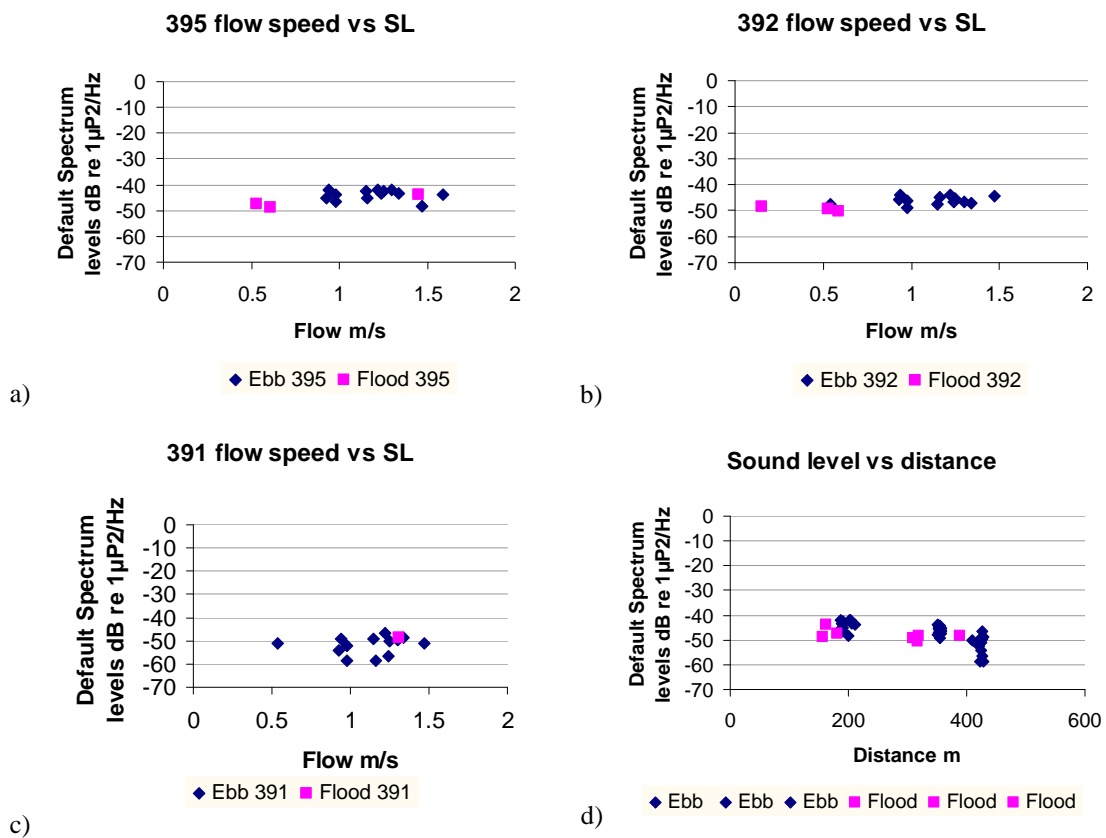 395 flow speed vs SL
Default Spectrum
levels dB re 1µP2/Hz
0
-10
-20
-30
-40
-50
-60
-70
0 0.5 1 1.5 2
Flow m/s
Ebb 395 Flood 395
a)
392 flow speed vs SL
Default Spectrum
levels dB re 1µP2/Hz
0
-10
-20
-30
-40
-50
-60
-70
0 0.5 1 1.5 2
Flow m/s
Ebb 392 Flood 392
b)
391 flow speed vs SL
Default Spectrum
levels dB re 1µP2/Hz
0
-10
-20
-30
-40
-50
-60
-70
0 0.5 1 1.5 2
Flow m/s
Ebb 391 Flood 391
c)
Sound level vs distance
Default Spectrum
levels dB re 1µP2/Hz
0
-10
-20
-30
-40
-50
-60
-70
0 200 400 600
Distance m
Ebb Ebb Ebb Flood Flood Flood
d)